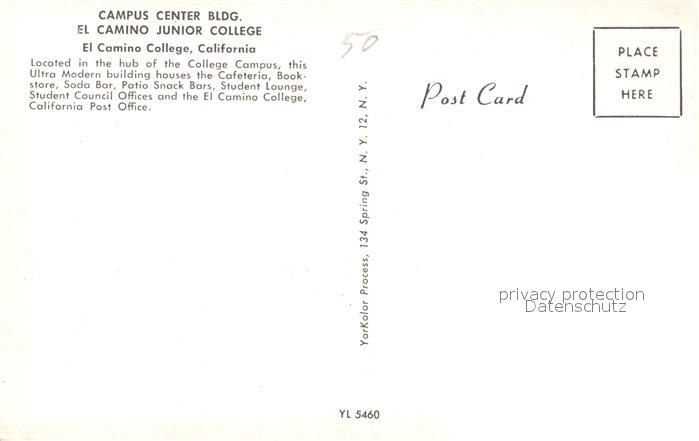 CAMPUS CENTER BLDG.
EL CAMINO JUNIOR COLLEGE
El Camino College, California
Located in the hub of the College Campus, this
Ultra Modern building houses the Cafeteria, Book-
store, Soda Bar, Patio Snack Bars, Student Lounge,
Student Council Offices and the El Camino College,
California Post Office.
50
YorKolor Process, 134 Spring St., N. Y. 12, N. Y.
Post Card
PLACE
STAMP
HERE
privacy protection
Datenschutz
YL 5460